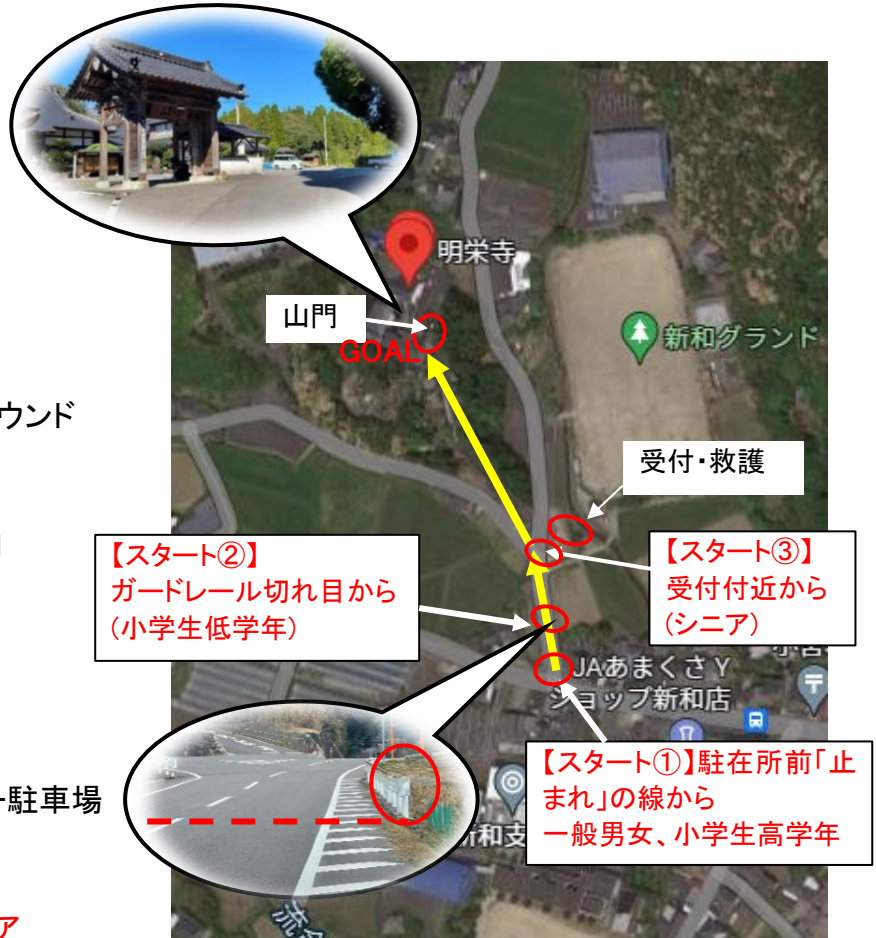 明栄寺
山門
GOAL
新和グランド
ウンド
受付・救護
【スタート②】
ガードレール切れ目から
(小学生低学年)
【スタート③】
受付付近から
(シニア)
JAあまくさ Y
ショップ新和店
【スタート①】駐在所前「止
まれ」の線から
一般男女、小学生高学年
駐車場
新和支
ア